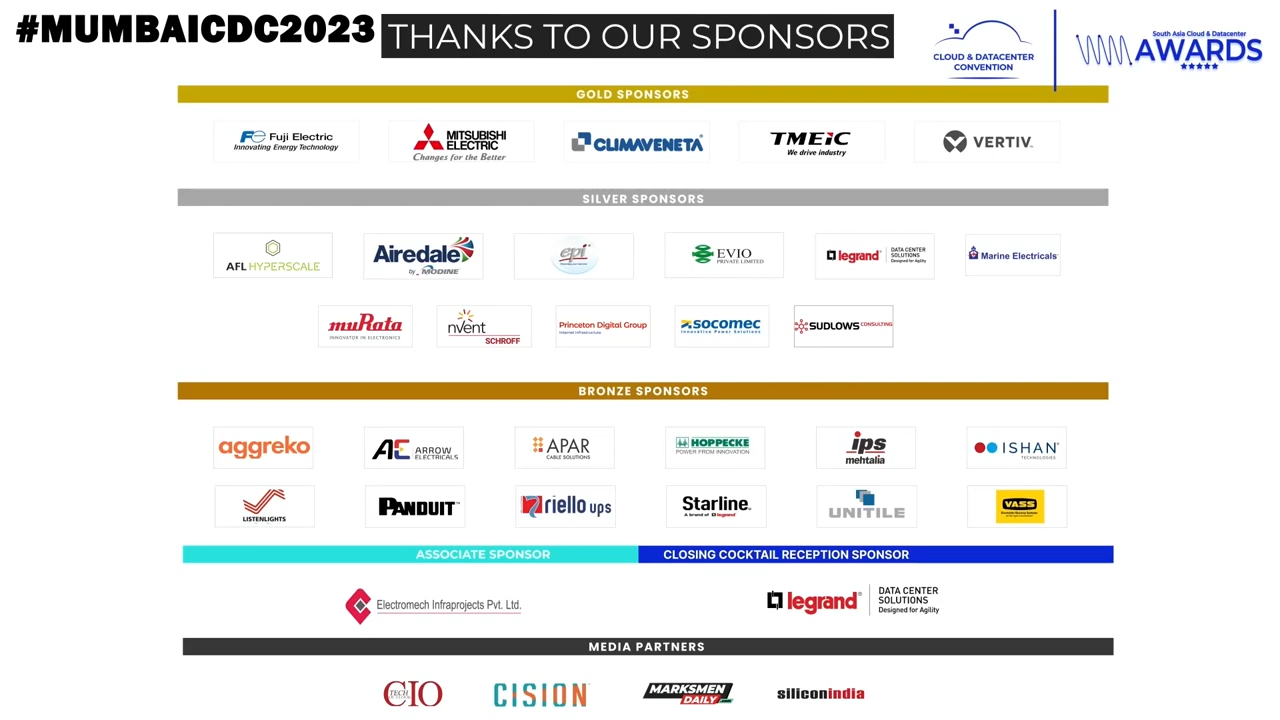 #MUMBAICDC2023 THANKS TO OUR SPONSORS
CLOUD & DATACENTER
CONVENTION
South Asia Cloud & Datacenter
AWARDS
GOLD SPONSORS
Fe Fuji Electric
Innovating Energy Technology
MITSUBISHI
ELECTRIC
Changes for the Better
CLIMAVENETA
TMEiC
We drive industry
VERTIV
SILVER SPONSORS
AFL HYPERSCALE
Airedale
by MODINE
epi
EVIO
PRIVATE LIMITED
legrand
DATA CENTER
SOLUTIONS
Designed for Agility
Marine Electricals
muRata
INNOVATOR IN ELECTRONICS
nvent
SCHROFF
Princeton Digital Group
Internet Infrastructure
socomec
Innovative Power Solutions
SUDLOWS CONSULTING
BRONZE SPONSORS
aggreko
AE ARROW
ELECTRICALS
APAR
CABLE SOLUTIONS
HOPPECKE
POWER FROM INNOVATION
ips
mehtalia
ISHAN
TECHNOLOGIES
LISTENLIGHTS
PANDUIT
riello ups
Starline
A brand of legrand
UNITILE
VASS
ASSOCIATE SPONSOR
CLOSING COCKTAIL RECEPTION SPONSOR
Electromech Infraprojects Pvt. Ltd.
legrand
DATA CENTER
SOLUTIONS
Designed for Agility
MEDIA PARTNERS
CIO
TECH
CISION
MARKSMEN
DAILY
siliconindia